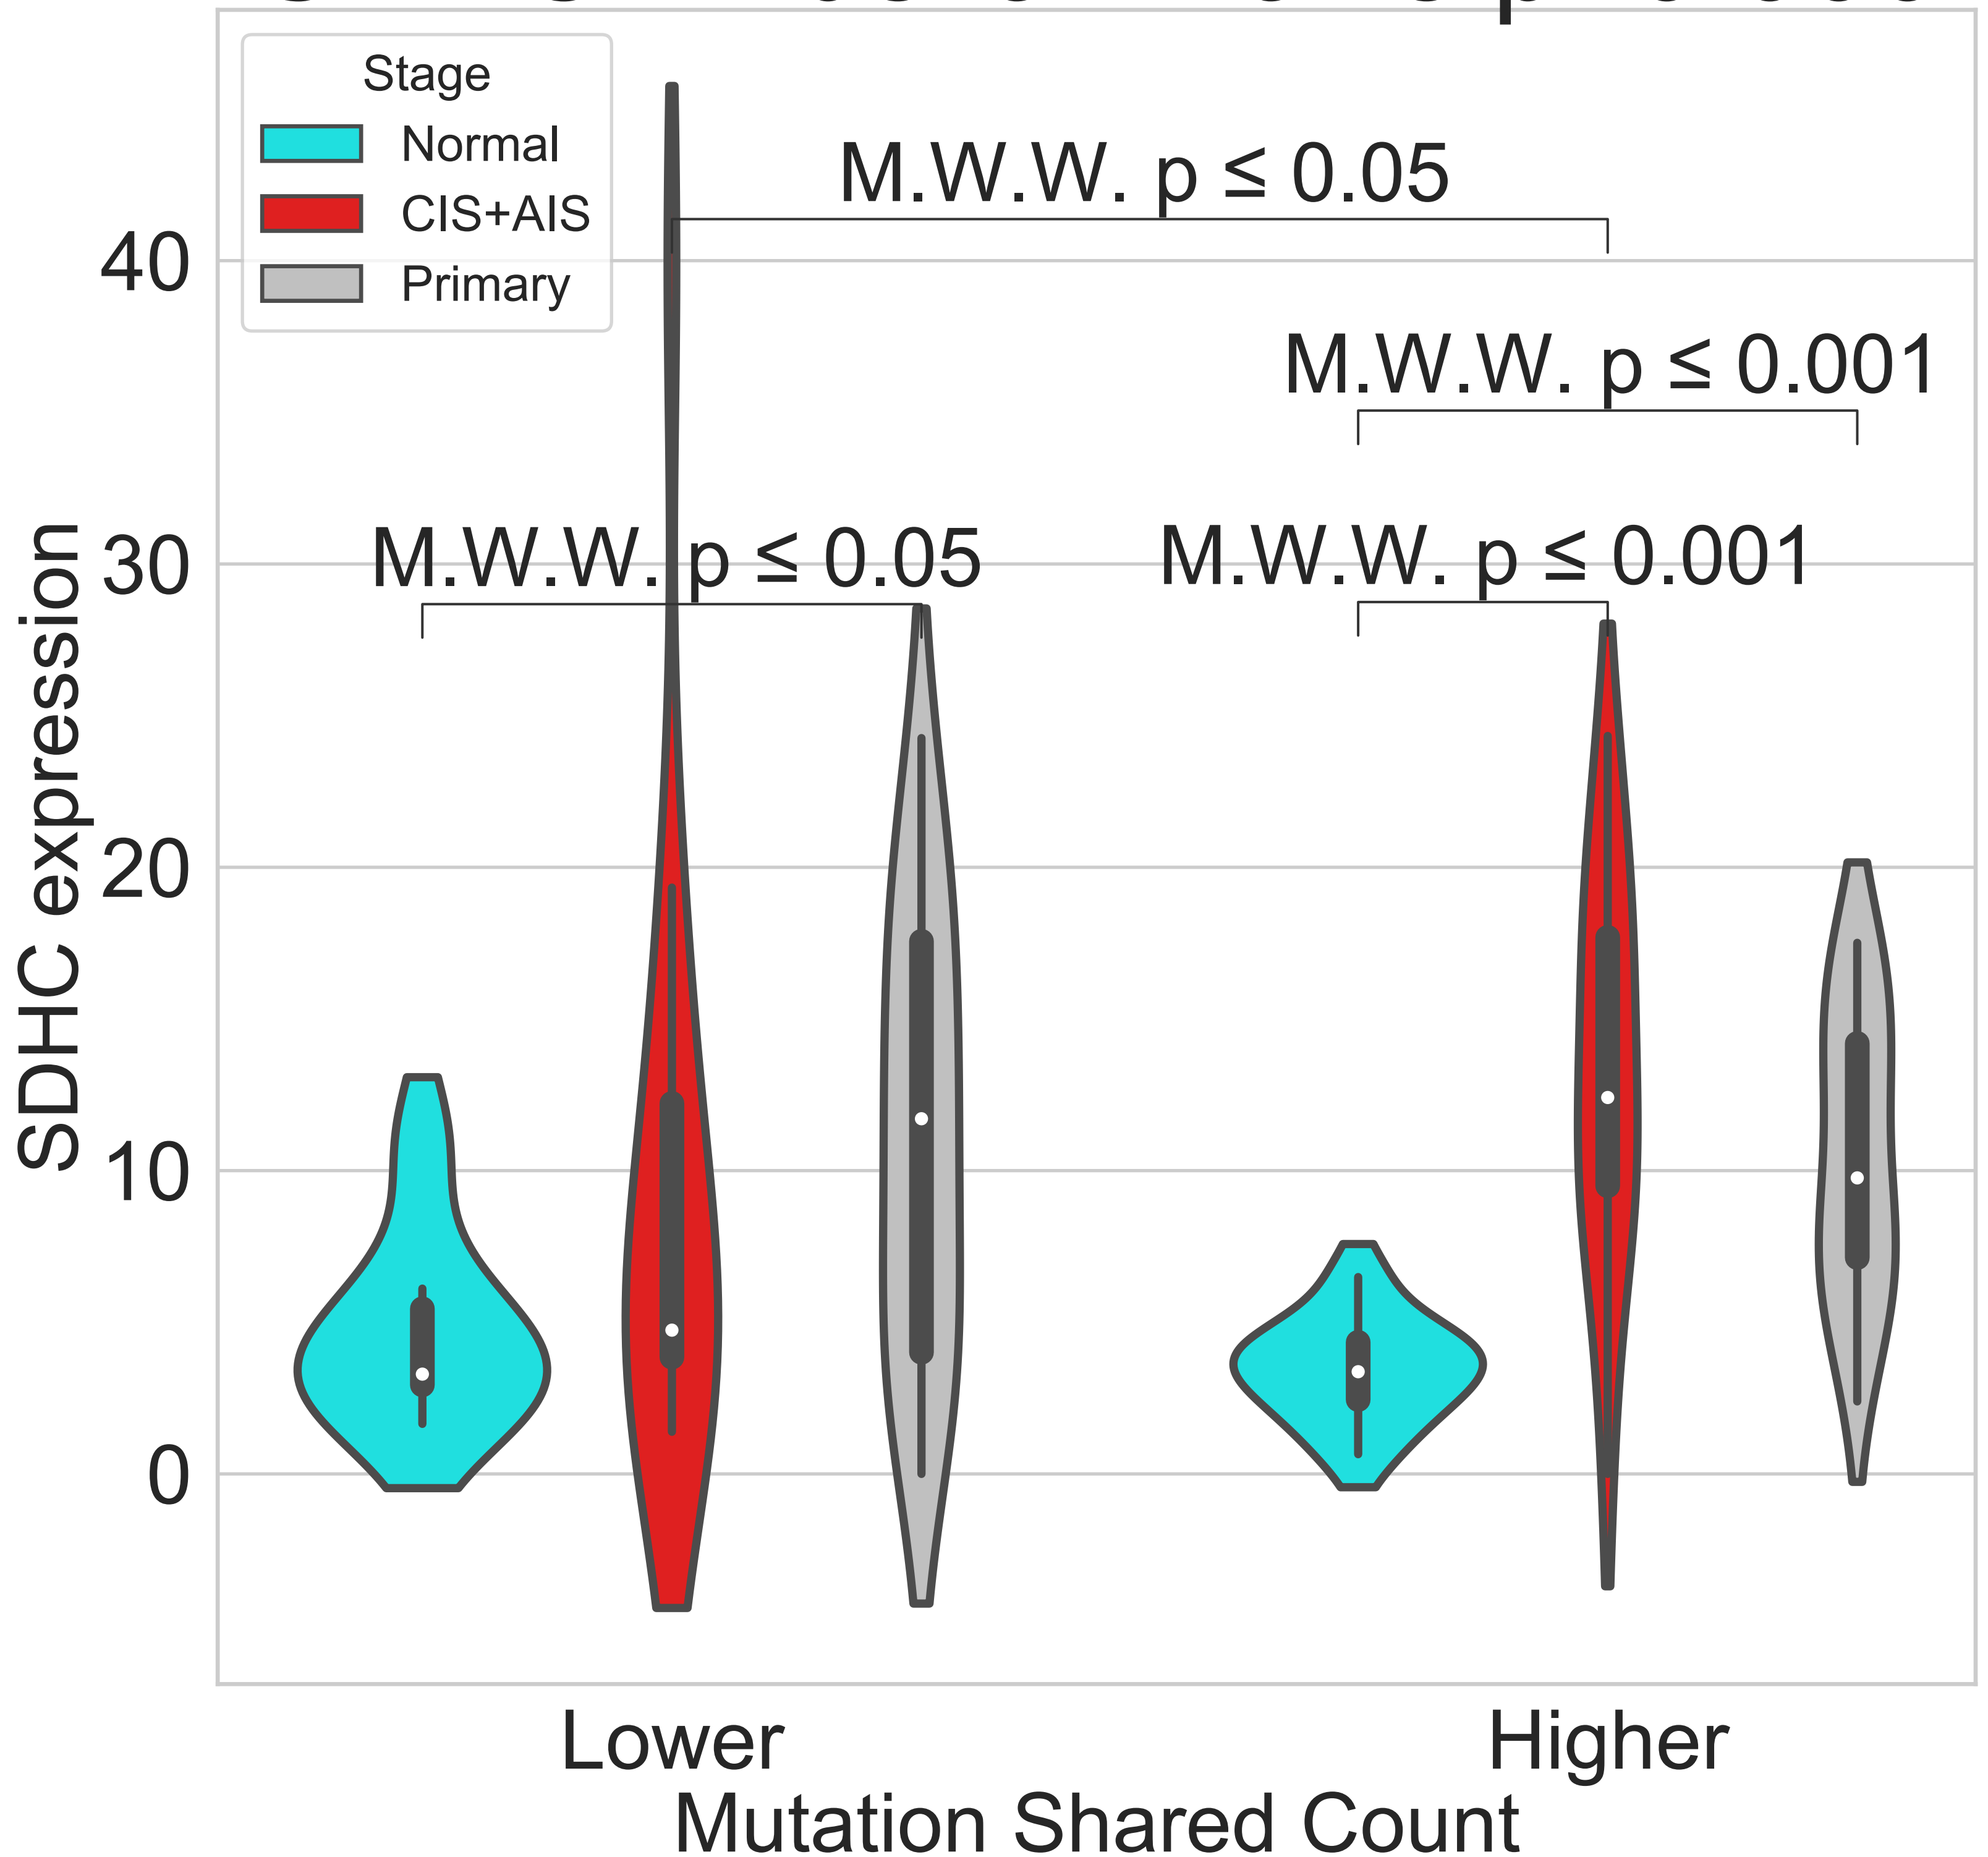 Stage
Normal
CIS+AIS
Primary
M.W.W. p ≤ 0.05
M.W.W. p ≤ 0.001
M.W.W. p ≤ 0.05
M.W.W. p ≤ 0.001
40
30
20
10
0
SDHC expression
Lower
Higher
Mutation Shared Count